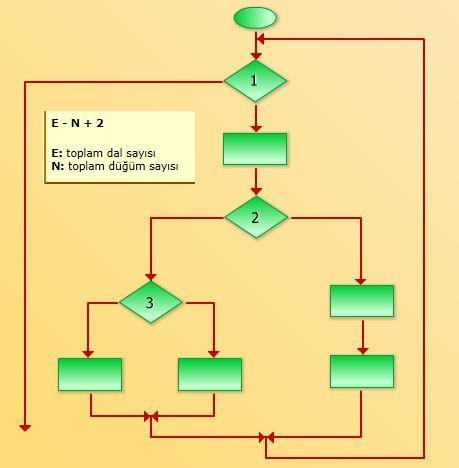 1
E - N + 2
E: toplam dal sayısı
N: toplam düğüm sayısı
2
3